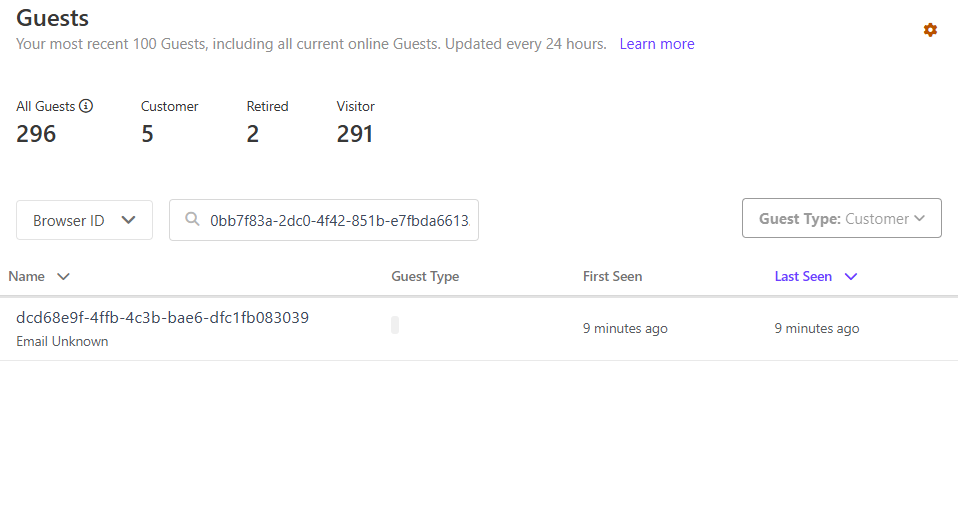 Guests
Your most recent 100 Guests, including all current online Guests. Updated every 24 hours. Learn more
All Guests Customer Retired Visitor
296 5 2 291
Browser ID 0bb7f83a-2dc0-4f42-851b-e7fbda6613 Guest Type: Customer
Name Guest Type First Seen Last Seen
dcd68e9f-4ffb-4c3b-bae6-dfc1fb083039
Email Unknown 9 minutes ago 9 minutes ago